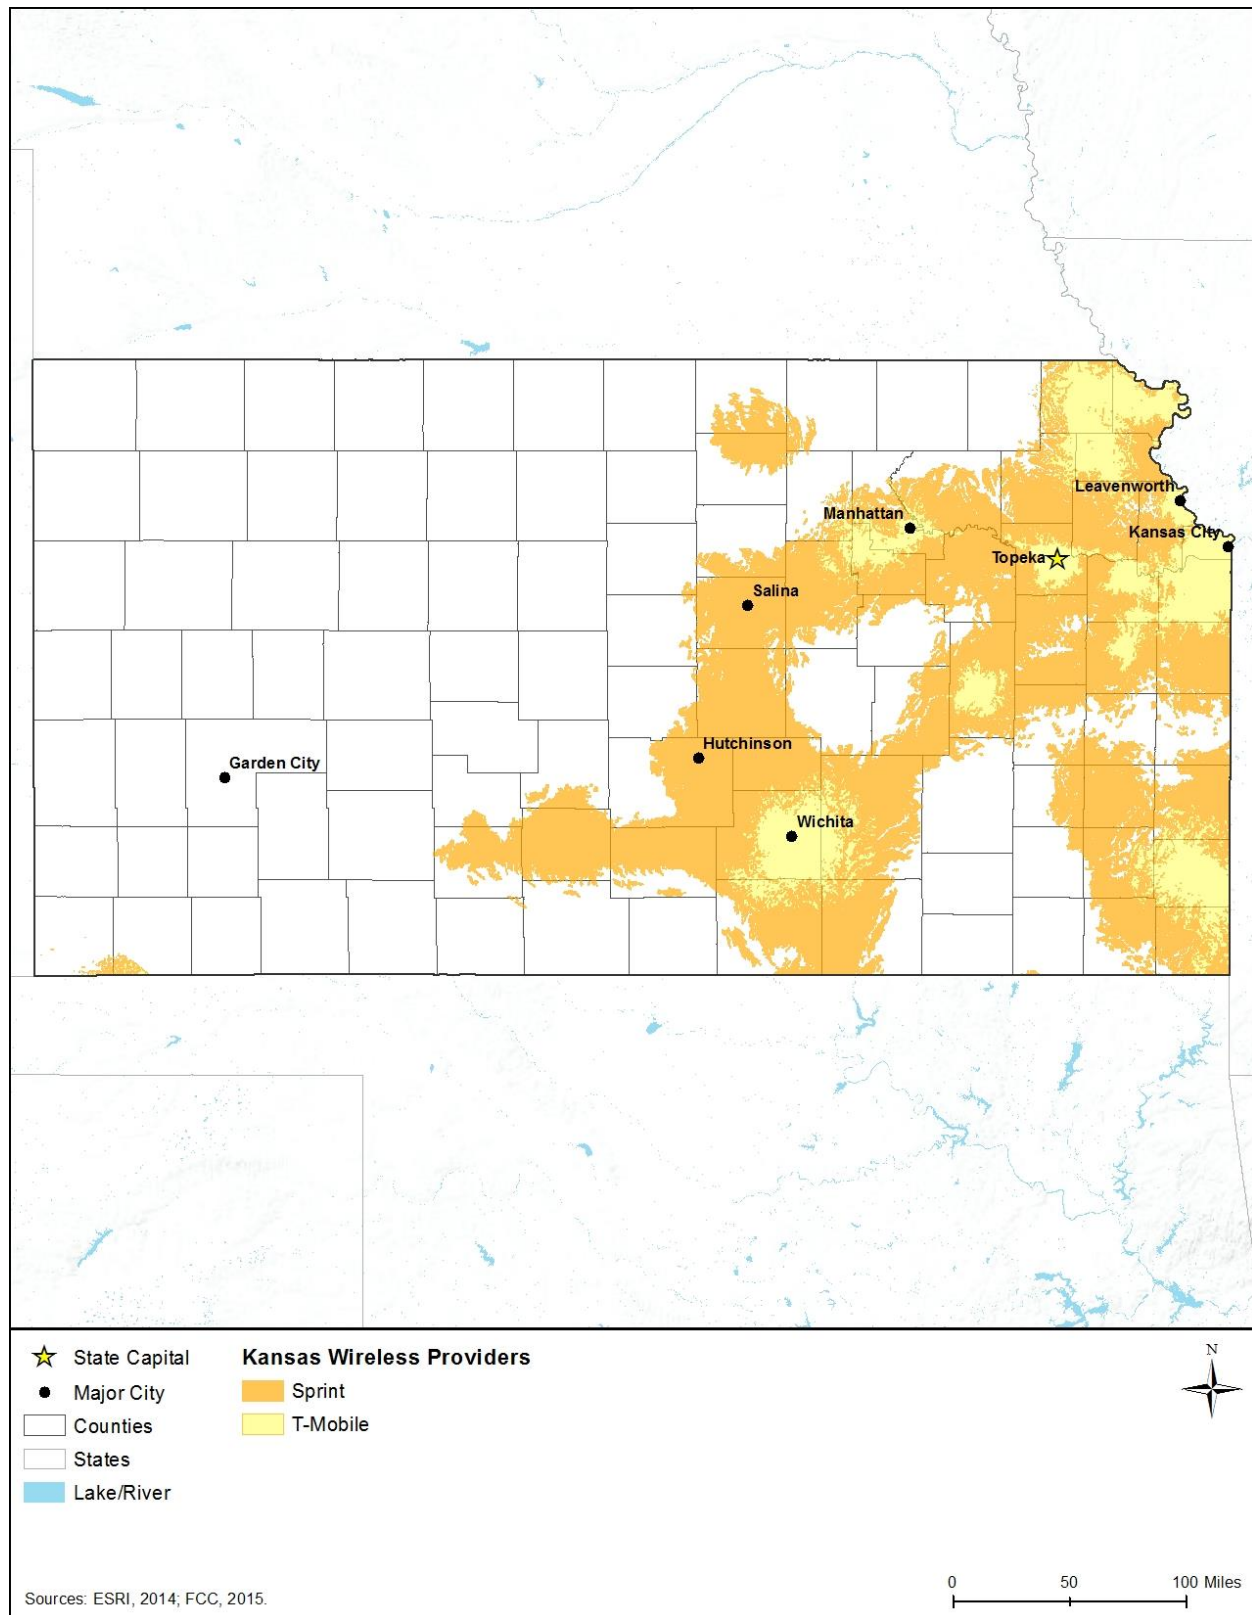 Leavenworth
Manhattan
Kansas City
Topeka
Salina
Hutchinson
Garden City
Wichita
State Capital
Major City
Counties
States
Lake/River
Kansas Wireless Providers
Sprint
T-Mobile
N
Sources: ESRI, 2014; FCC, 2015.
0 50 100 Miles